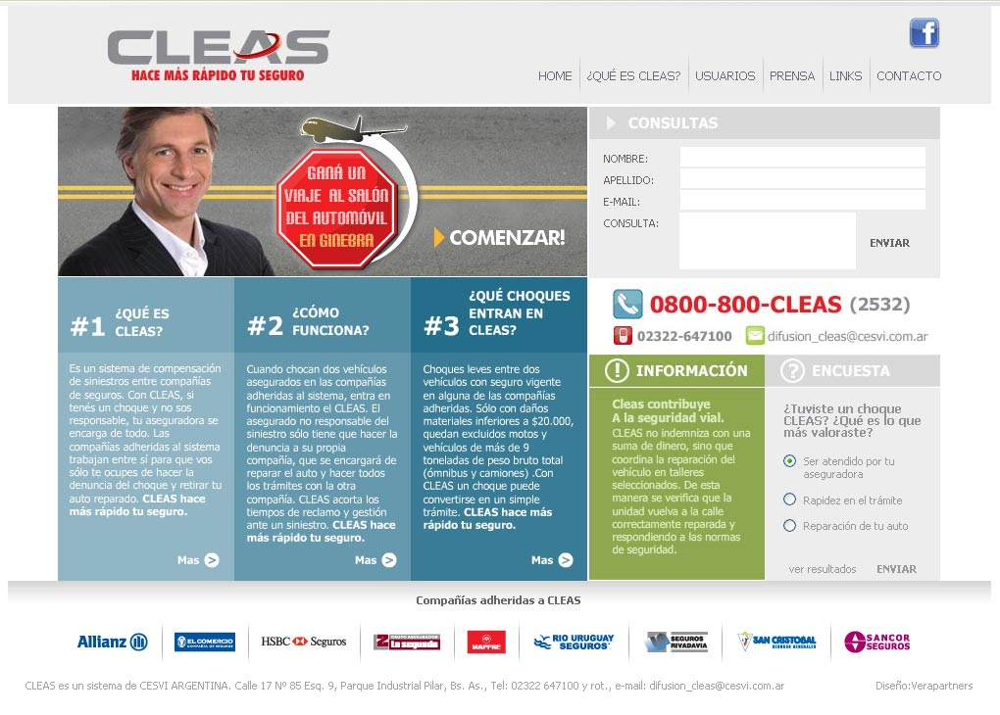 CLEAS
HACE MÁS RÁPIDO TU SEGURO
f
HOME
¿QUÉ ES CLEAS?
USUARIOS
PRENSA
LINKS
CONTACTO
GANÁ UN
VIAJE AL SALÓN
DEL AUTOMÓVIL
EN GINEBRA
COMENZAR!
CONSULTAS
NOMBRE:
APELLIDO:
E-MAIL:
CONSULTA:
ENVIAR
0800-800-CLEAS (2532)
02322-647100
difusion_cleas@cesvi.com.ar
#1 ¿QUÉ ES
CLEAS?
Es un sistema de compensación
de siniestros entre compañías
de seguros. Con CLEAS, si
tenés un choque y no sos
responsable, tu aseguradora se
encarga de todo. Las
compañías adheridas al sistema
trabajan entre sí para que vos
sólo te ocupes de hacer la
denuncia del choque y retirar tu
auto reparado. CLEAS hace
más rápido tu seguro.
Mas
#2 ¿CÓMO
FUNCIONA?
Cuando chocan dos vehículos
asegurados en las compañías
adheridas al sistema, entra en
funcionamiento el CLEAS. El
asegurado no responsable del
siniestro sólo tiene que hacer la
denuncia a su propia
compañía, que se encargará de
reparar el auto y hacer todos
los trámites con la otra
compañía. CLEAS acorta los
tiempos de reclamo y gestión
ante un siniestro. CLEAS hace
más rápido tu seguro.
Mas
#3 ¿QUÉ CHOQUES
ENTRAN EN
CLEAS?
Choques leves entre dos
vehículos con seguro vigente
en alguna de las compañías
adheridas. Sólo con daños
materiales inferiores a $20.000,
quedan excluidos motos y
vehículos de más de 9
toneladas de peso bruto total
(ómnibus y camiones) .Con
CLEAS un choque puede
convertirse en un simple
trámite. CLEAS hace más
rápido tu seguro.
Mas
INFORMACIÓN
Cleas contribuye
A la seguridad vial.
CLEAS no indemniza con una
suma de dinero, sino que
coordina la reparación del
vehículo en talleres
seleccionados. De esta
manera se verifica que la
unidad vuelva a la calle
correctamente reparada y
respondiendo a las normas
de seguridad.
ENCUESTA
¿Tuviste un choque
CLEAS? ¿Qué es lo que
más valoraste?
Ser atendido por tu
aseguradora
Rapidez en el trámite
Reparación de tu auto
ver resultados
ENVIAR
Compañías adheridas a CLEAS
Allianz
EL COMERCIO
COMPAÑIA DE SEGUROS
HSBC Seguros
GRUPO ASEGURADOR
la segunda
MAPFRE
RIO URUGUAY
SEGUROS
SEGUROS
RIVADAVIA
SAN CRISTOBAL
SEGUROS GENERALES
SANCOR
SEGUROS
CLEAS es un sistema de CESVI ARGENTINA. Calle 17 Nº 85 Esq. 9, Parque Industrial Pilar, Bs. As., Tel: 02322 647100 y rot., e-mail: difusion_cleas@cesvi.com.ar
Diseño:Verapartners